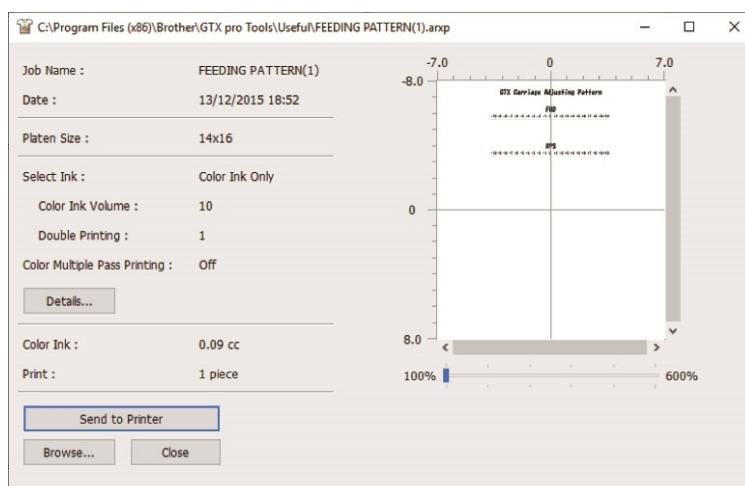 C:\Program Files (x86)\Brother\GTX pro Tools\Useful\FEEDING PATTERN(1).arxp
Job Name : FEEDING PATTERN(1)
Date : 13/12/2015 18:52
Platen Size : 14x16
Select Ink : Color Ink Only
Color Ink Volume : 10
Double Printing : 1
Color Multiple Pass Printing : Off
Details...
Color Ink : 0.09 cc
Print : 1 piece
Send to Printer
Browse... Close
-7.0 0 7.0
-8.0
GTX Carriage Adjusting Pattern
0
8.0
100% 600%